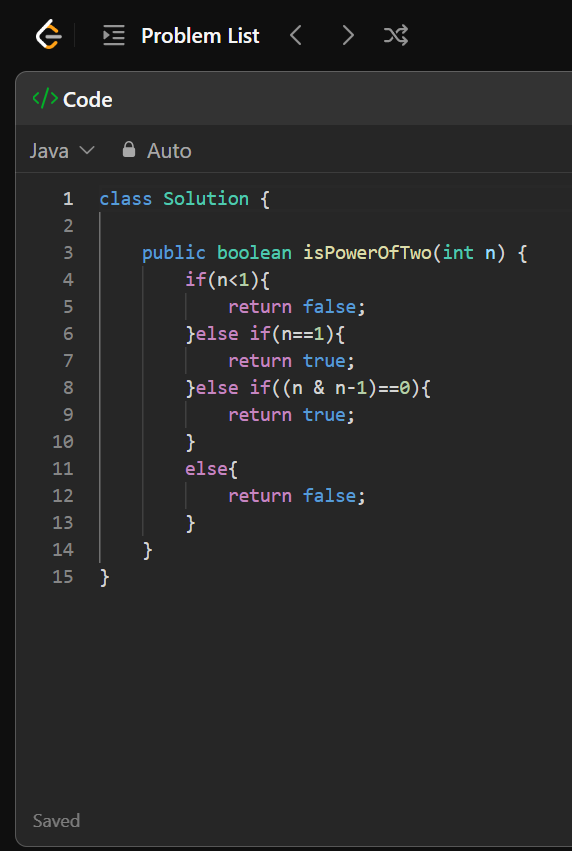 Problem List
</> Code
Java Auto
1 class Solution {
2
3     public boolean isPowerOfTwo(int n) {
4         if(n<1){
5             return false;
6         }else if(n==1){
7             return true;
8         }else if((n & n-1)==0){
9             return true;
10         }
11         else{
12             return false;
13         }
14     }
15 }
Saved